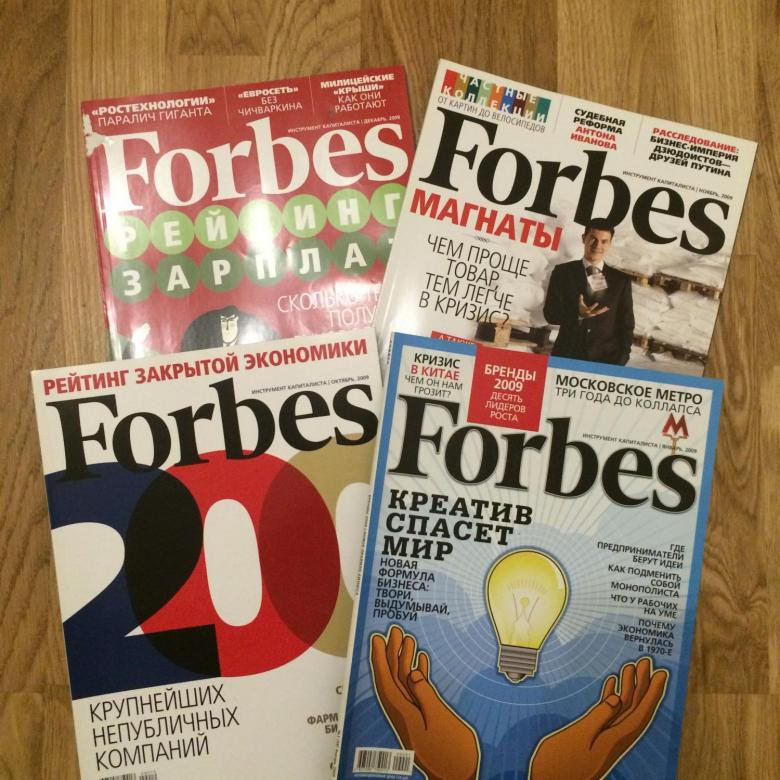 «РОСТЕХНОЛОГИИ»
ПАРАЛИЧ ГИГАНТА
«ЕВРОСЕТЬ»
БЕЗ
ЧИЧВАРКИНА
МИЛИЦЕЙСКИЕ
«КРЫШИ»
КАК ОНИ
РАБОТАЮТ
ИНСТРУМЕНТ КАПИТАЛИСТА | ДЕКАБРЬ, 2009
Forbes
РЕЙТИНГ
ЗАРПЛАТ
СКОЛЬКО
ЧАСТНЫЕ
КОЛЛЕКЦИИ
ОТ КАРТИН ДО ВЕЛОСИПЕДОВ
СУДЕБНАЯ
РЕФОРМА
АНТОНА
ИВАНОВА
РАССЛЕДОВАНИЕ:
БИЗНЕС-ИМПЕРИЯ
ДЗЮДОИСТОВ—
ДРУЗЕЙ ПУТИНА
ИНСТРУМЕНТ КАПИТАЛИСТА | НОЯБРЬ, 2009
Forbes
МАГНАТЫ
ЧЕМ ПРОЩЕ
ТОВАР,
ТЕМ ЛЕГЧЕ
В КРИЗИС?
РЕЙТИНГ ЗАКРЫТОЙ ЭКОНОМИКИ
ИНСТРУМЕНТ КАПИТАЛИСТА | ОКТЯБРЬ, 2009
Forbes
200
КРУПНЕЙШИХ
НЕПУБЛИЧНЫХ
КОМПАНИЙ
КРИЗИС
В КИТАЕ
ЧЕМ ОН НАМ
ГРОЗИТ?
БРЕНДЫ
2009
ДЕСЯТЬ
ЛИДЕРОВ
РОСТА
МОСКОВСКОЕ МЕТРО
ТРИ ГОДА ДО КОЛЛАПСА
М
ИНСТРУМЕНТ КАПИТАЛИСТА | ЯНВАРЬ, 2009
Forbes
КРЕАТИВ
СПАСЕТ
МИР
НОВАЯ
ФОРМУЛА
БИЗНЕСА:
ТВОРИ,
ВЫДУМЫВАЙ,
ПРОБУЙ
ГДЕ
ПРЕДПРИНИМАТЕЛИ
БЕРУТ ИДЕИ
КАК ПОДМЕНИТЬ
СОБОЙ
МОНОПОЛИСТА
ЧТО У РАБОЧИХ
НА УМЕ
ПОЧЕМУ
ЭКОНОМИКА
ВЕРНУЛАСЬ
В 1970-Е